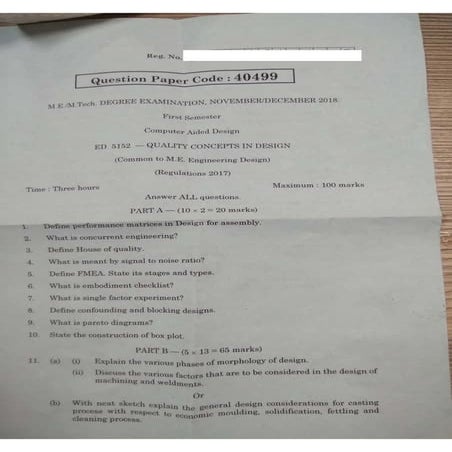 Reg. No.
Question Paper Code : 40499
M.E./M.Tech. DEGREE EXAMINATION, NOVEMBER/DECEMBER 2018.
First Semester
Computer Aided Design
ED 5152 — QUALITY CONCEPTS IN DESIGN
(Common to M.E. Engineering Design)
(Regulations 2017)
Time : Three hours Maximum : 100 marks
Answer ALL questions.
PART A — (10 × 2 = 20 marks)
1. Define performance matrices in Design for assembly.
2. What is concurrent engineering?
3. Define House of quality.
4. What is meant by signal to noise ratio?
5. Define FMEA. State its stages and types.
6. What is embodiment checklist?
7. What is single factor experiment?
8. Define confounding and blocking designs.
9. What is pareto diagrams?
10. State the construction of box plot.
PART B — (5 × 13 = 65 marks)
11. (a) (i) Explain the various phases of morphology of design.
(ii) Discuss the various factors that are to be considered in the design of
machining and weldments.
Or
(b) With neat sketch explain the general design considerations for casting
process with respect to economic moulding, solidification, fettling and
cleaning process.